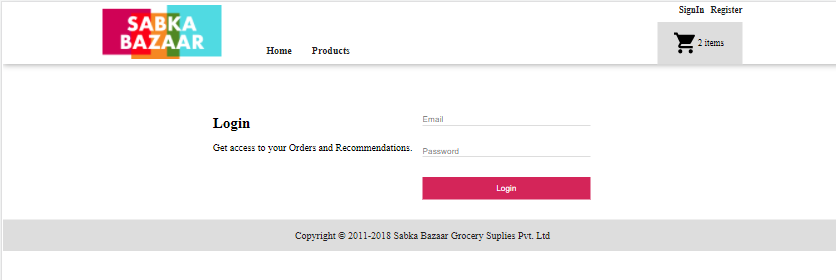 SABKA
BAZAAR
Home Products
SignIn Register
2 items
Login
Get access to your Orders and Recommendations.
Email
Password
Login
Copyright © 2011-2018 Sabka Bazaar Grocery Suplies Pvt. Ltd